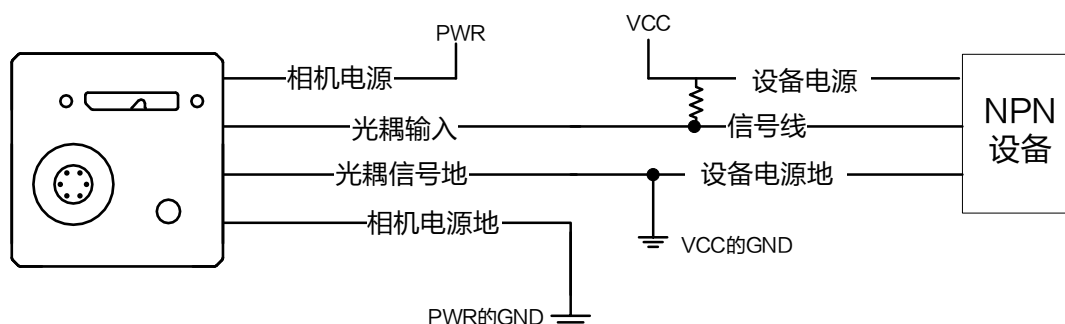 PWR
VCC
相机电源
设备电源
光耦输入
信号线
NPN
设备
光耦信号地
设备电源地
相机电源地
VCC的GND
PWR的GND